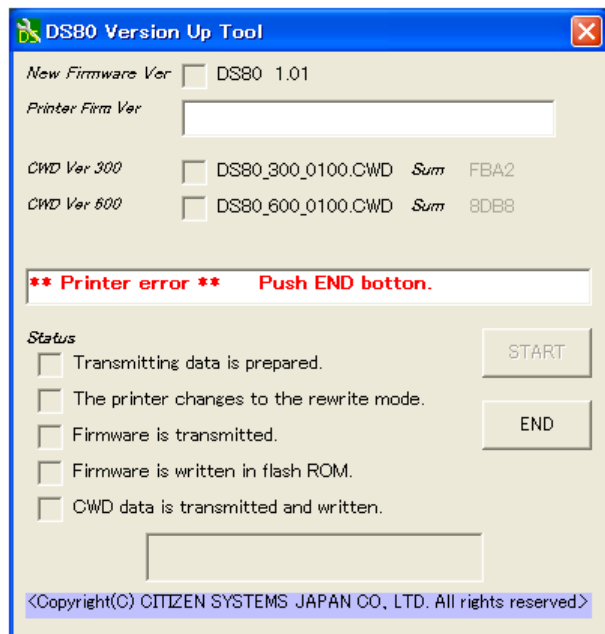 DS80 Version Up Tool
New Firmware Ver DS80 1.01
Printer Firm Ver
CWD Ver 300 DS80_300_0100.CWD Sum FBA2
CWD Ver 600 DS80_600_0100.CWD Sum 8DB8
** Printer error ** Push END botton.
Status
Transmitting data is prepared.
START
The printer changes to the rewrite mode.
END
Firmware is transmitted.
Firmware is written in flash ROM.
CWD data is transmitted and written.
<Copyright(C) CITIZEN SYSTEMS JAPAN CO., LTD. All rights reserved>